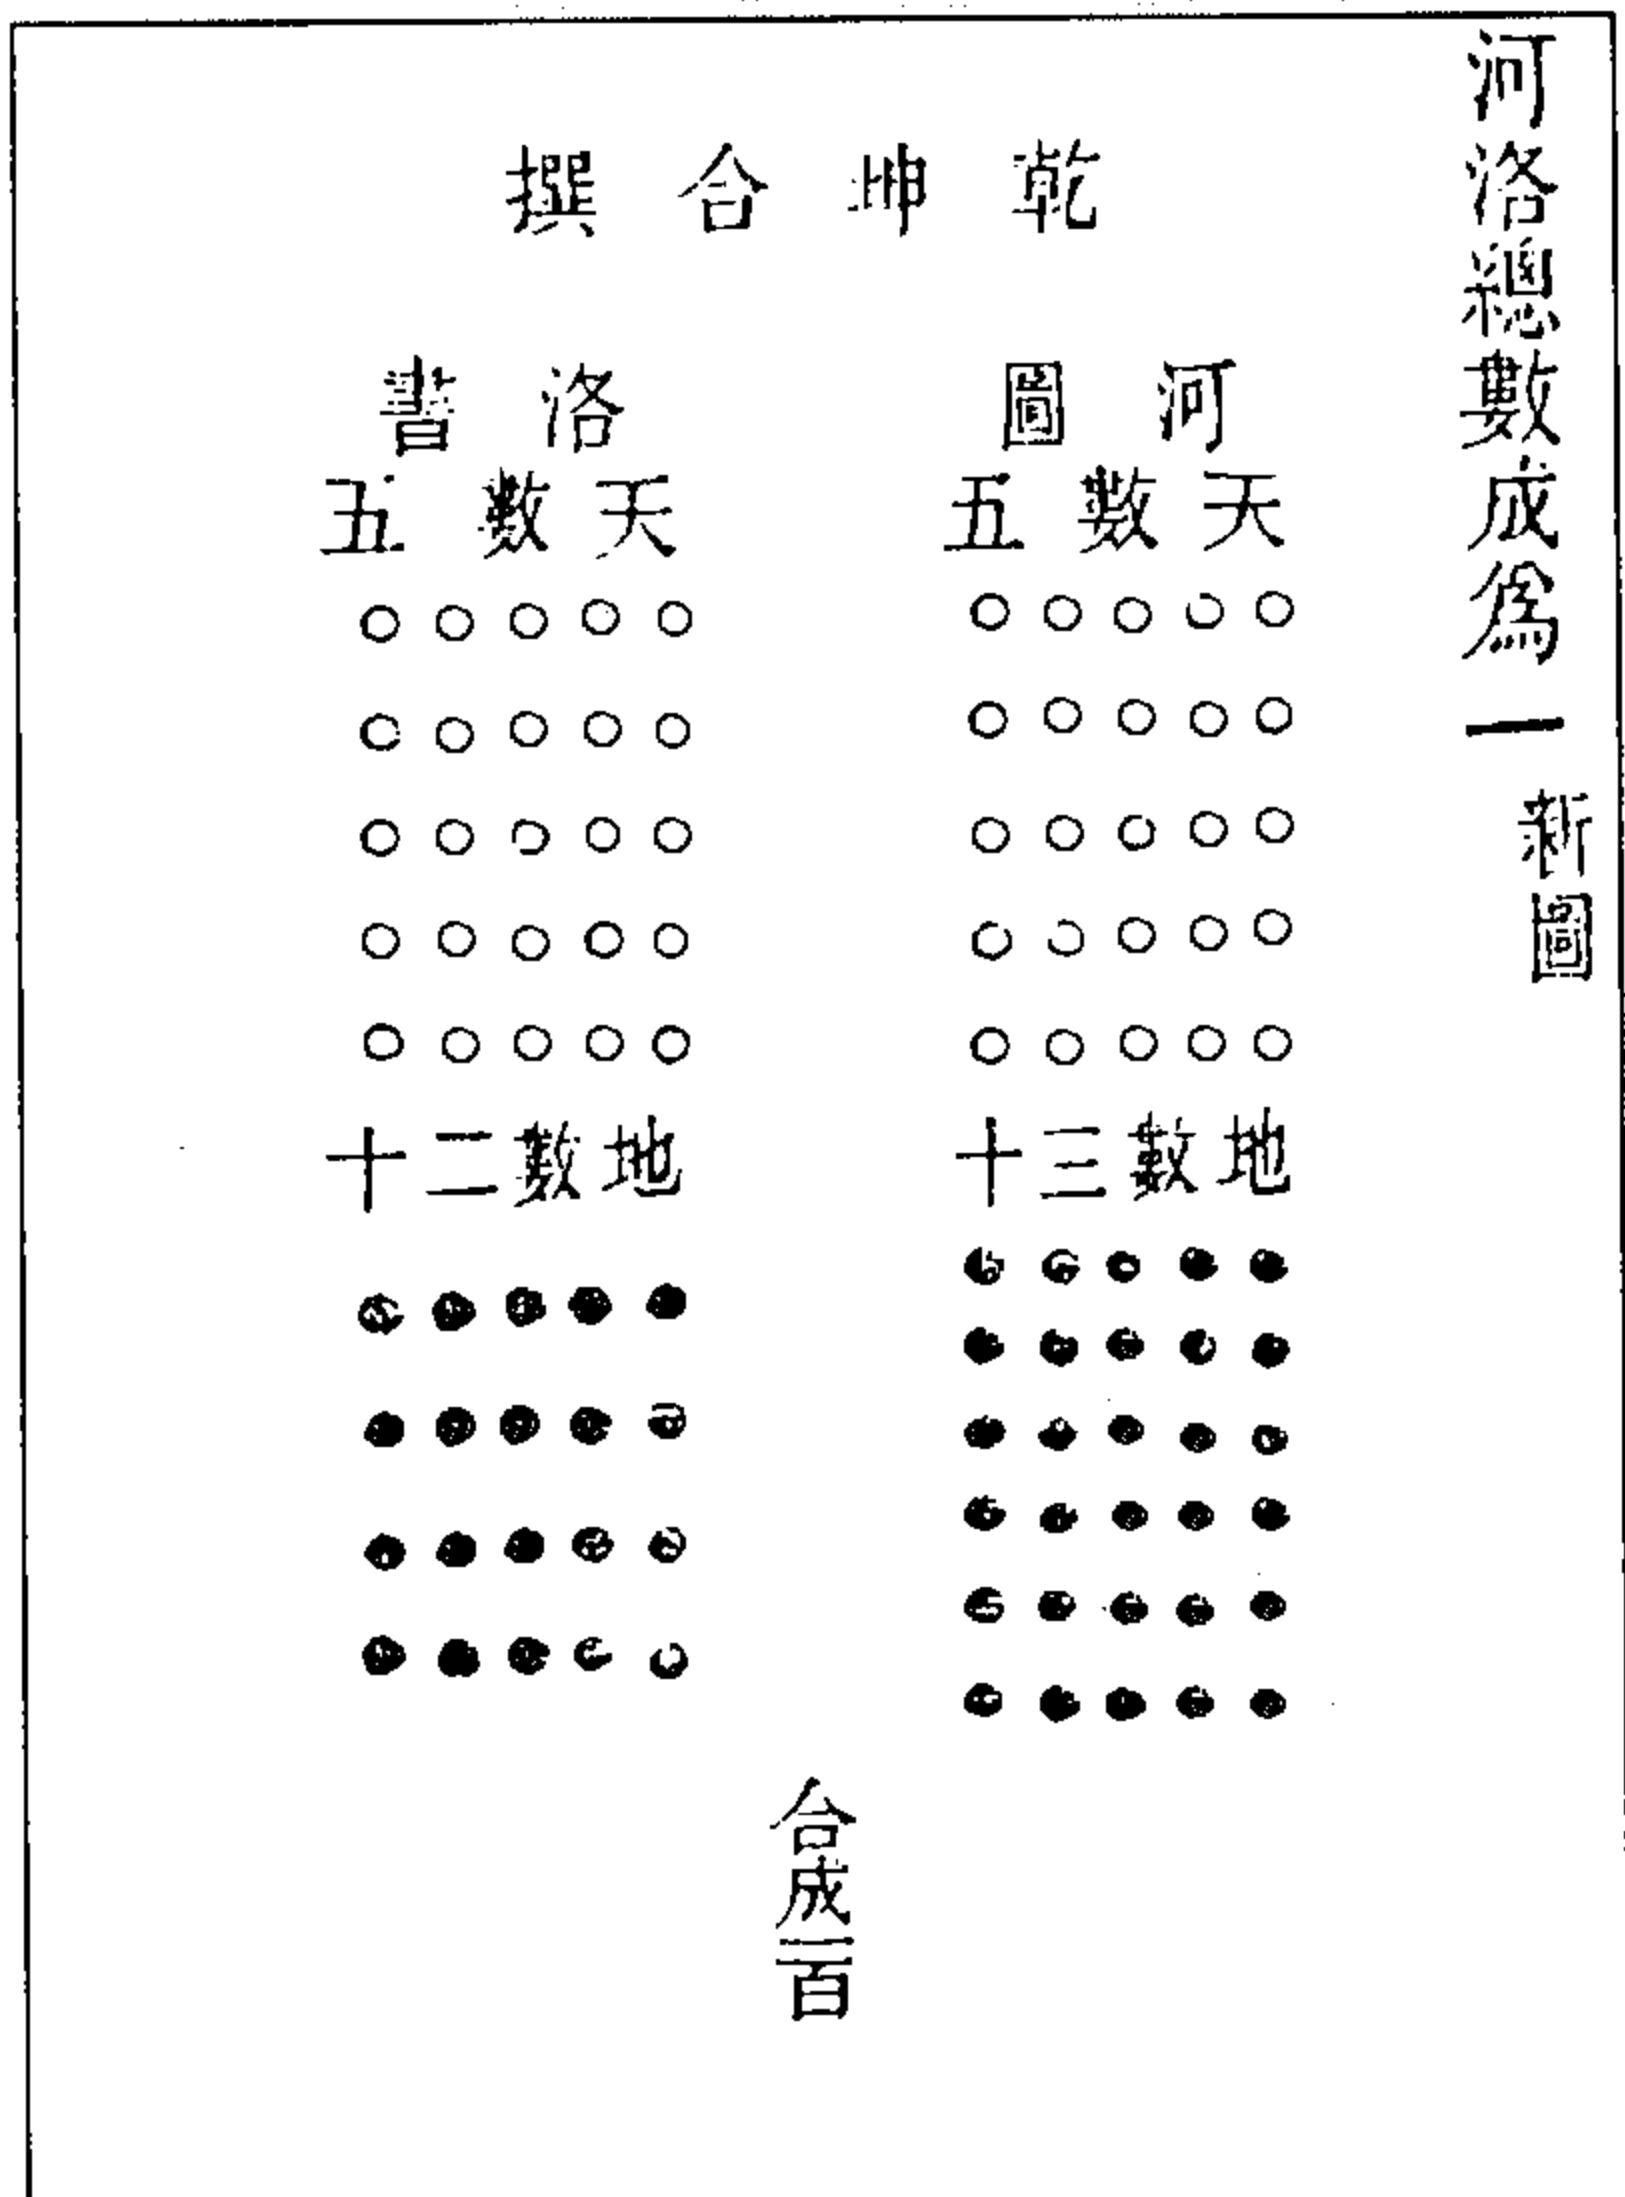 河洛總數成爲一新圖
乾坤合撰
河圖
天數五
地數三十
洛書
天數五
地數二十
合成一百